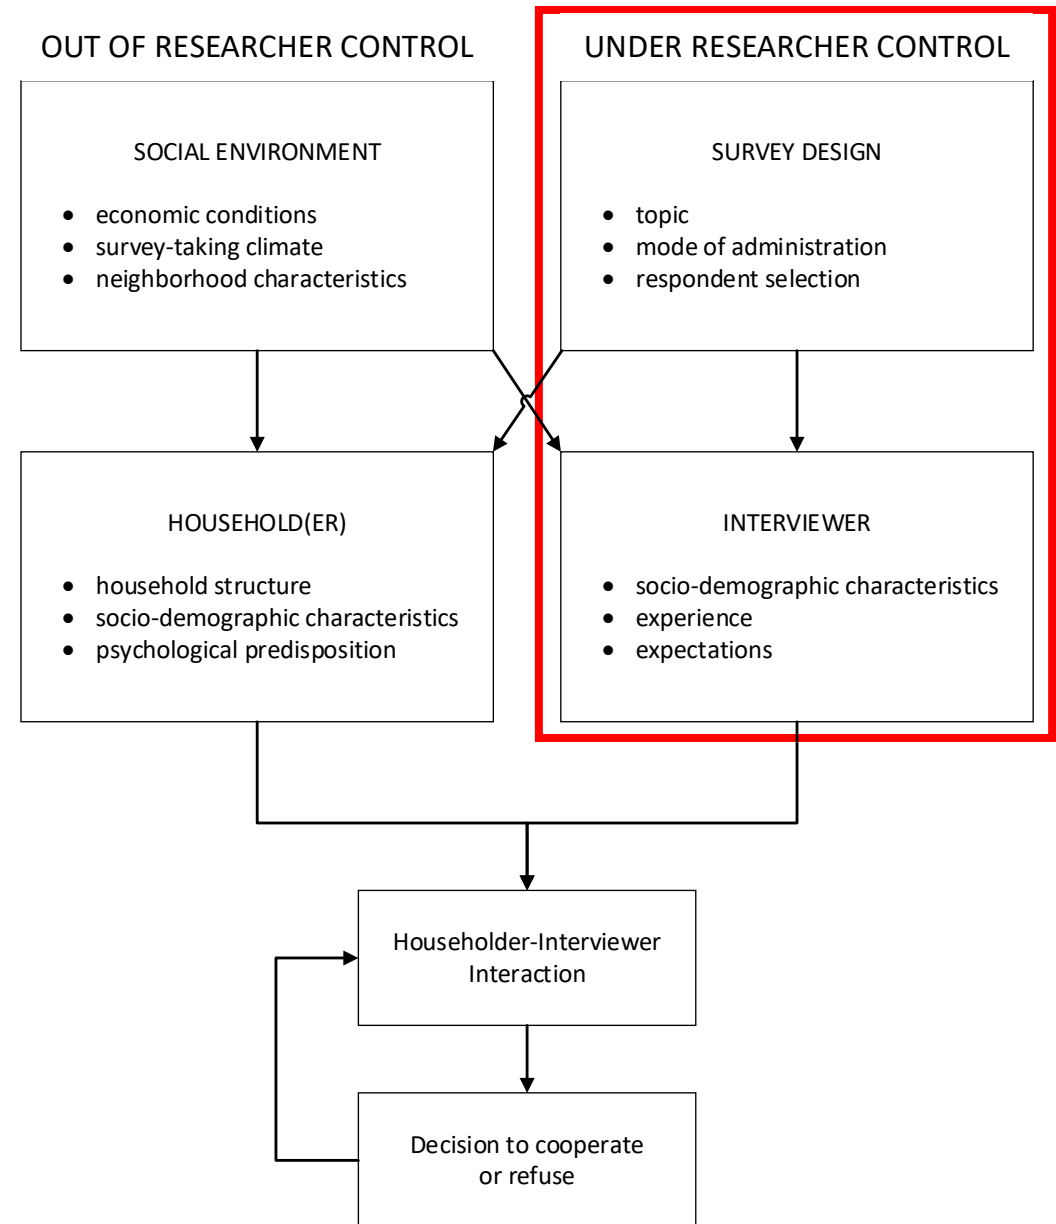 OUT OF RESEARCHER CONTROL
UNDER RESEARCHER CONTROL
SOCIAL ENVIRONMENT
• economic conditions
• survey-taking climate
• neighborhood characteristics
SURVEY DESIGN
• topic
• mode of administration
• respondent selection
HOUSEHOLD(ER)
• household structure
• socio-demographic characteristics
• psychological predisposition
INTERVIEWER
• socio-demographic characteristics
• experience
• expectations
Householder-Interviewer
Interaction
Decision to cooperate
or refuse